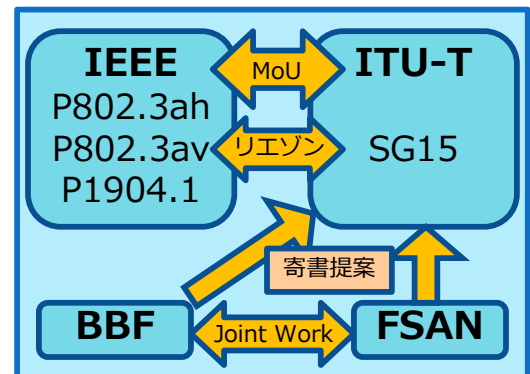 IEEE
P802.3ah
P802.3av
P1904.1
MoU
リエゾン
ITU-T
SG15
寄書提案
BBF
Joint Work
FSAN